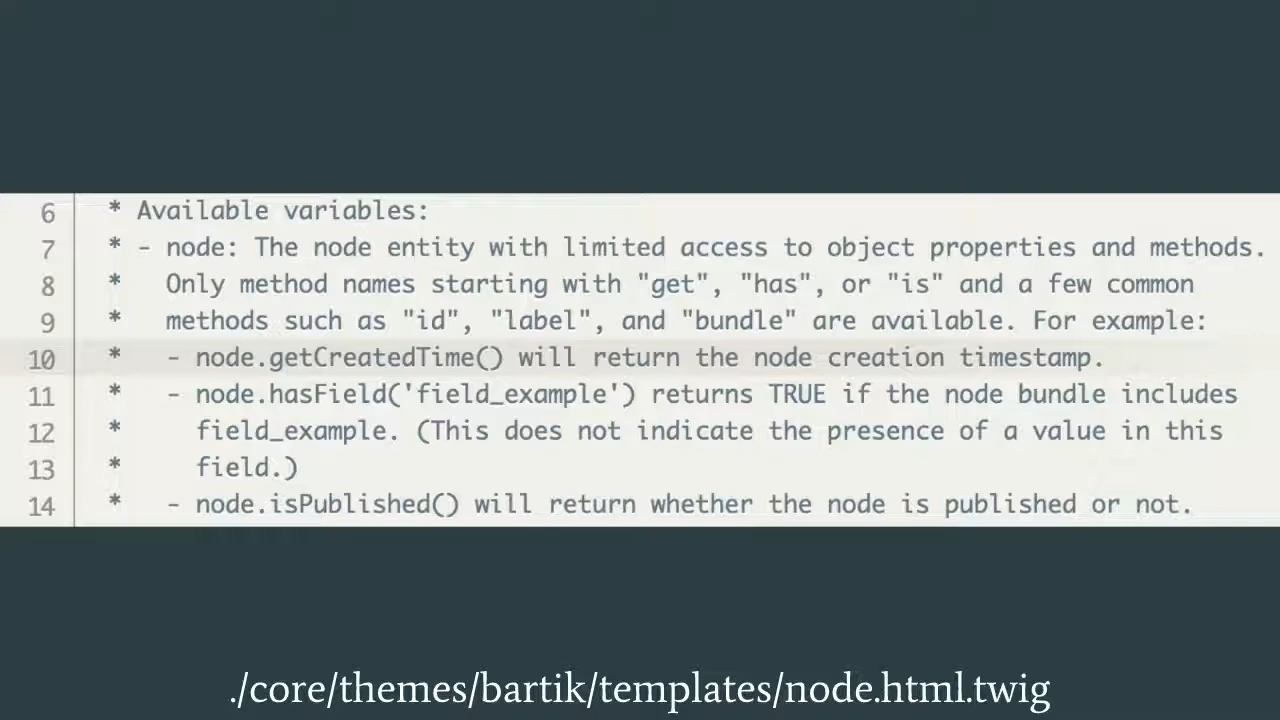 6 * Available variables:
7 * - node: The node entity with limited access to object properties and methods.
8 * Only method names starting with "get", "has", or "is" and a few common
9 * methods such as "id", "label", and "bundle" are available. For example:
10 * - node.getCreatedTime() will return the node creation timestamp.
11 * - node.hasField('field_example') returns TRUE if the node bundle includes
12 * field_example. (This does not indicate the presence of a value in this
13 * field.)
14 * - node.isPublished() will return whether the node is published or not.
./core/themes/bartik/templates/node.html.twig